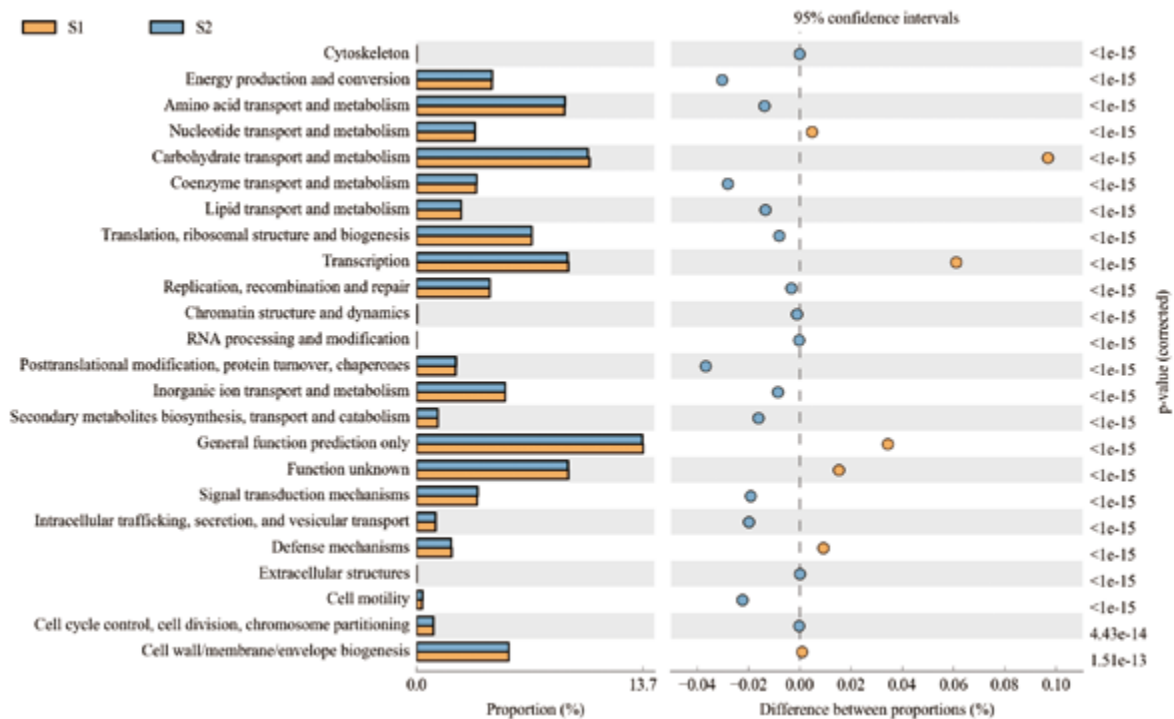 S1 S2
95% confidence intervals
Cytoskeleton <1e-15
Energy production and conversion <1e-15
Amino acid transport and metabolism <1e-15
Nucleotide transport and metabolism <1e-15
Carbohydrate transport and metabolism <1e-15
Coenzyme transport and metabolism <1e-15
Lipid transport and metabolism <1e-15
Translation, ribosomal structure and biogenesis <1e-15
Transcription <1e-15
Replication, recombination and repair <1e-15
Chromatin structure and dynamics <1e-15
RNA processing and modification <1e-15
Posttranslational modification, protein turnover, chaperones <1e-15
Inorganic ion transport and metabolism <1e-15
Secondary metabolites biosynthesis, transport and catabolism <1e-15
General function prediction only <1e-15
Function unknown <1e-15
Signal transduction mechanisms <1e-15
Intracellular trafficking, secretion, and vesicular transport <1e-15
Defense mechanisms <1e-15
Extracellular structures <1e-15
Cell motility <1e-15
Cell cycle control, cell division, chromosome partitioning 4.43e-14
Cell wall/membrane/envelope biogenesis 1.51e-13
p-value (corrected)
0.0 13.7 −0.04 −0.02 0.00 0.02 0.04 0.06 0.08 0.10
Proportion (%) Difference between proportions (%)